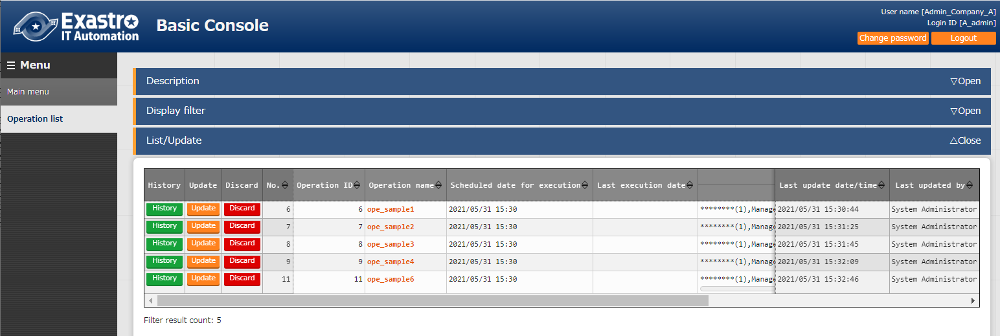 Exastro
IT Automation
Basic Console
User name [Admin_Company_A]
Login ID [A_admin]
Change password Logout
Menu
Main menu
Operation list
Description ▽Open
Display filter ▽Open
List/Update △Close
History Update Discard No. Operation ID Operation name Scheduled date for execution Last execution date Last update date/time Last updated by
History Update Discard 6 6 ope_sample1 2021/05/31 15:30 ********(1),Manage 2021/05/31 15:30:44 System Administrator
History Update Discard 7 7 ope_sample2 2021/05/31 15:30 ********(1),Manage 2021/05/31 15:31:25 System Administrator
History Update Discard 8 8 ope_sample3 2021/05/31 15:30 ********(1),Manage 2021/05/31 15:31:45 System Administrator
History Update Discard 9 9 ope_sample4 2021/05/31 15:30 ********(1),Manage 2021/05/31 15:32:09 System Administrator
History Update Discard 11 11 ope_sample6 2021/05/31 15:30 ********(1),Manage 2021/05/31 15:32:46 System Administrator
Filter result count: 5